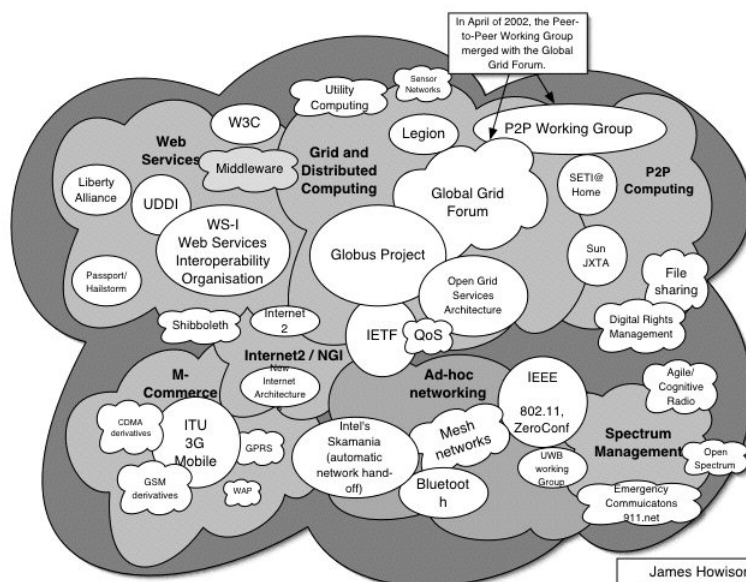 In April of 2002, the Peer-
to-Peer Working Group
merged with the Global
Grid Forum.
Utility
Computing
Sensor
Networks
W3C
Legion
P2P Working Group
Web
Services
Middleware
Grid and
Distributed
Computing
SETI@
Home
P2P
Computing
Liberty
Alliance
UDDI
Global Grid
Forum
WS-I
Web Services
Interoperability
Organisation
Globus Project
Sun
JXTA
Passport/
Hailstorm
Open Grid
Services
Architecture
File
sharing
Shibboleth
Internet
2
IETF
QoS
Digital Rights
Management
Internet2 / NGI
M-
Commerce
New
Internet
Architecture
Ad-hoc
networking
IEEE
802.11,
ZeroConf
Agile/
Cognitive
Radio
CDMA
derivatives
ITU
3G
Mobile
GPRS
Intel's
Skamania
(automatic
network hand-
off)
Mesh
networks
Spectrum
Management
Open
Spectrum
UWB
working
Group
GSM
derivatives
WAP
Bluetoot
h
Emergency
Commuicatons
911.net
James Howison